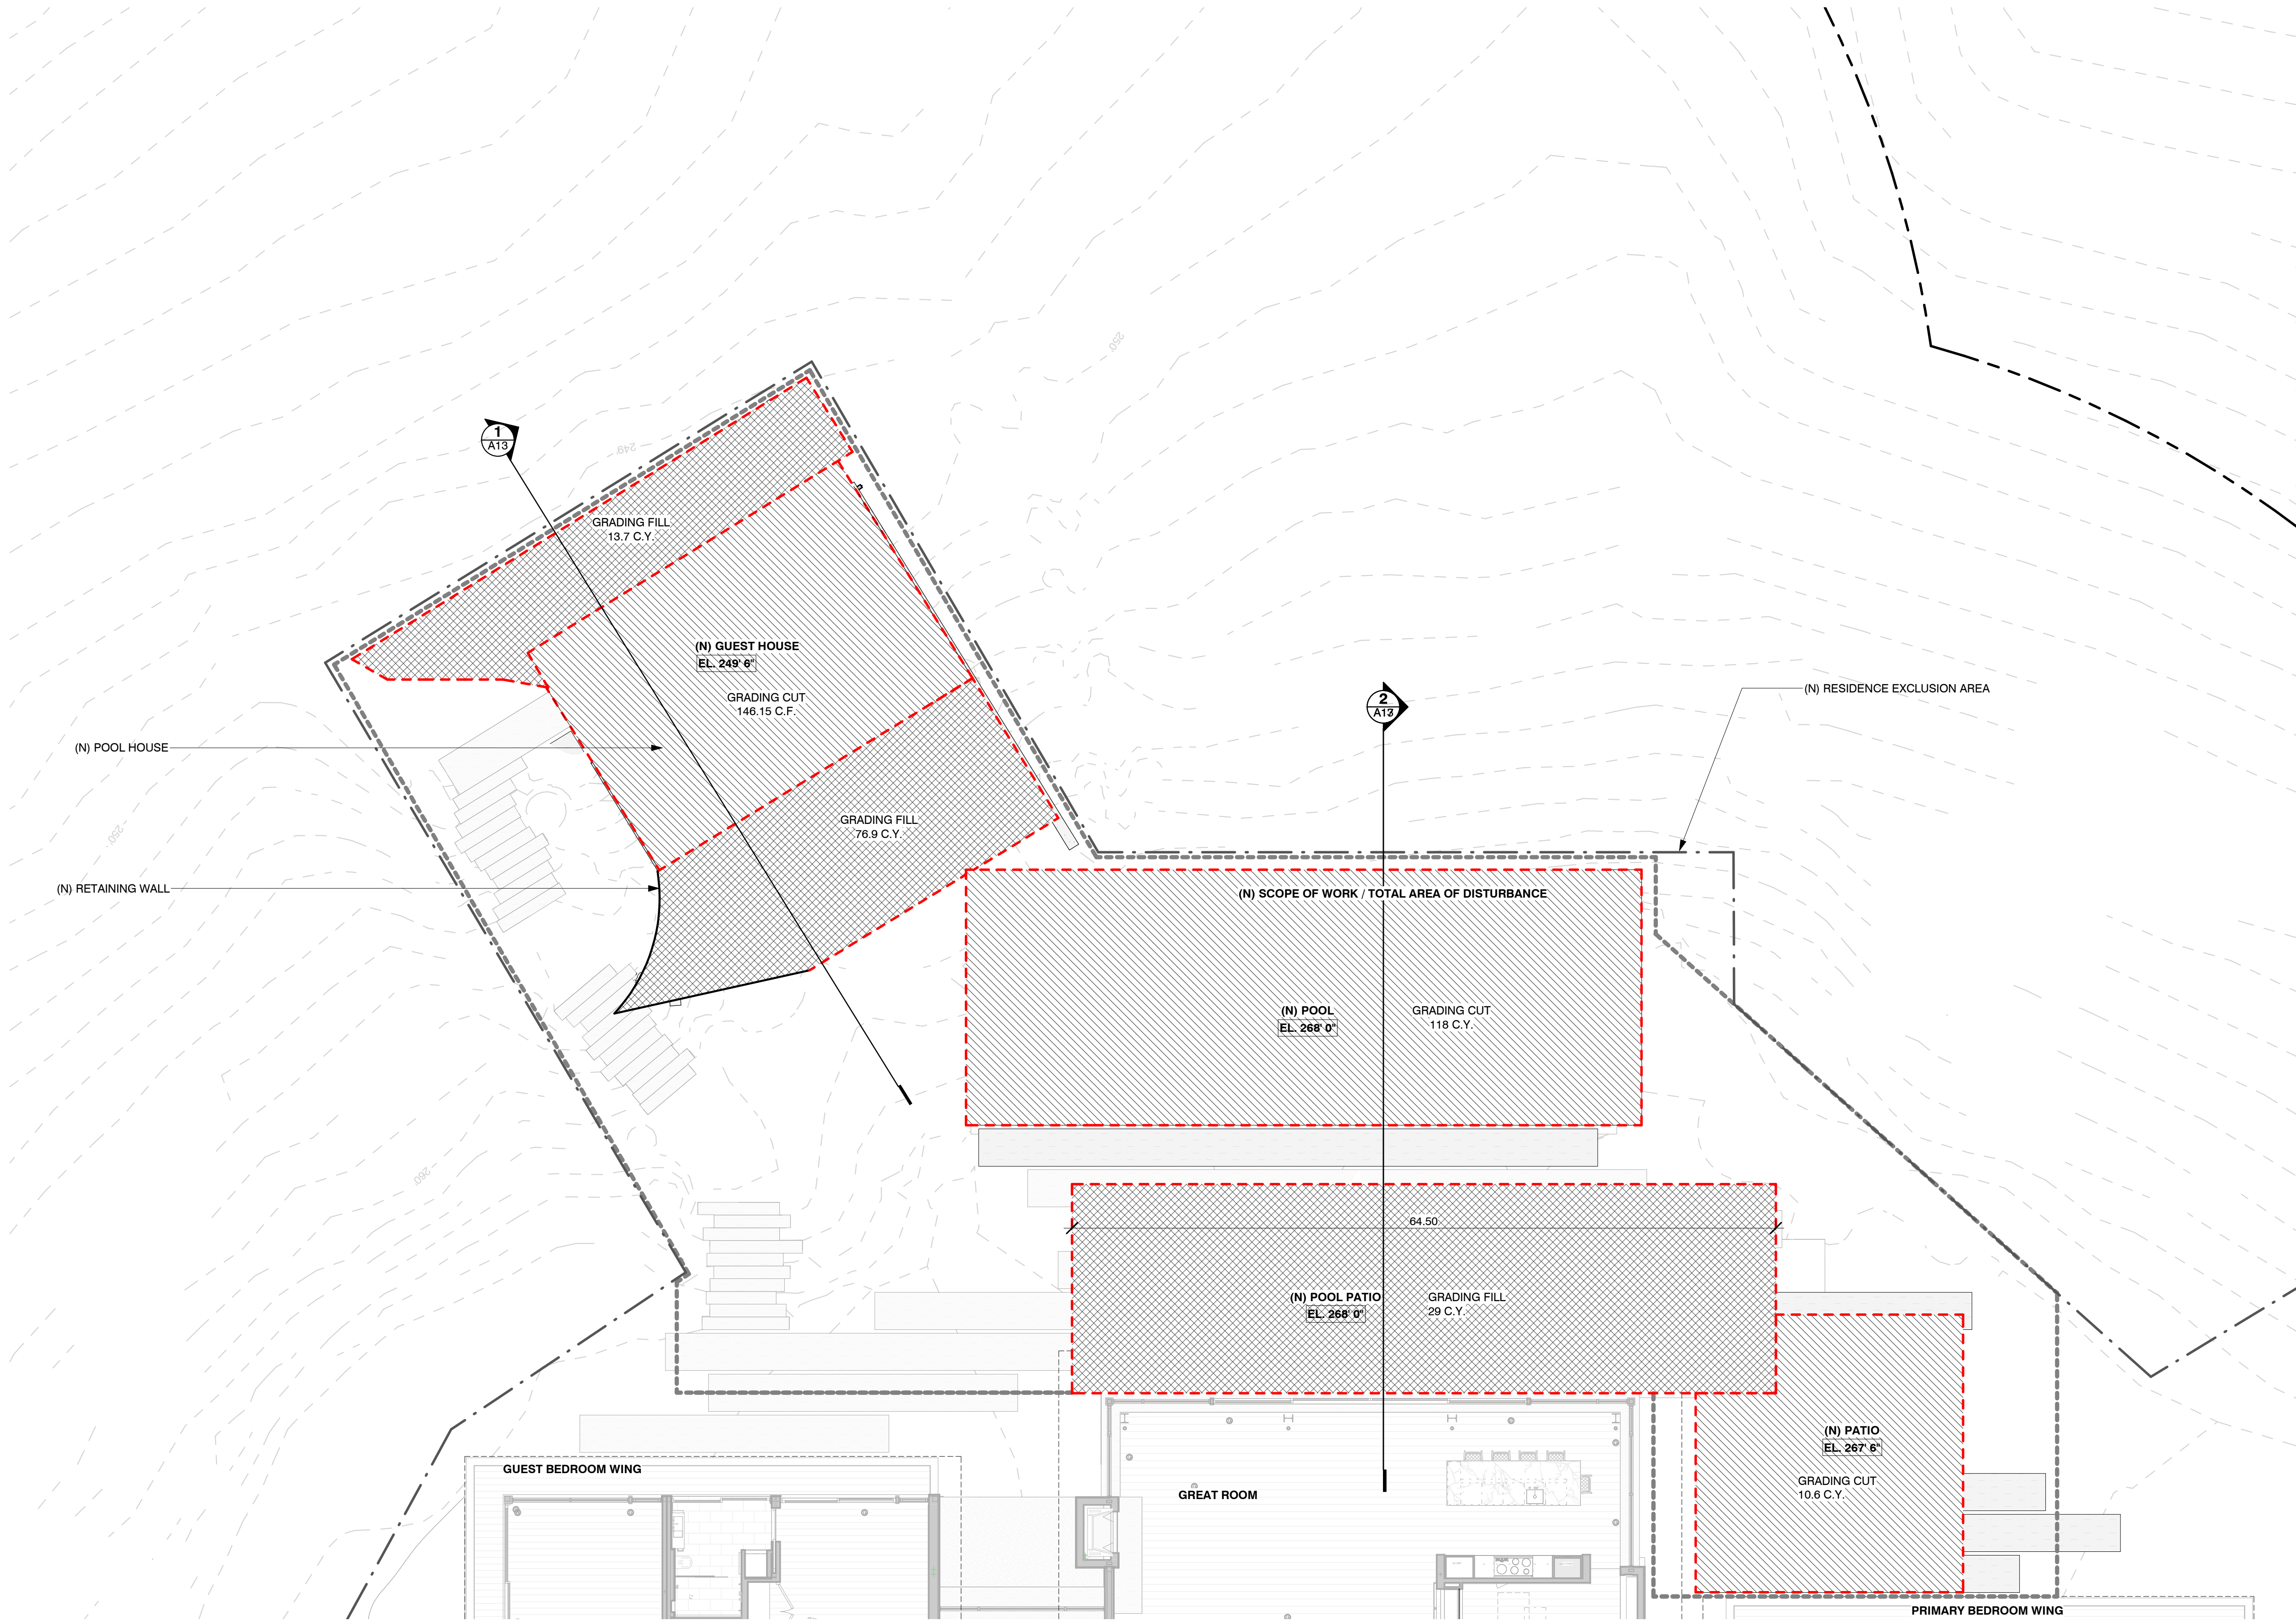 250'
1
A13
249'
GRADING FILL
13.7 C.Y.
(N) GUEST HOUSE
EL. 249' 6"
GRADING CUT
146.15 C.F.
2
A13
(N) RESIDENCE EXCLUSION AREA
(N) POOL HOUSE
GRADING FILL
76.9 C.Y.
250'
(N) RETAINING WALL
(N) SCOPE OF WORK / TOTAL AREA OF DISTURBANCE
(N) POOL
EL. 268' 0"
GRADING CUT
118 C.Y.
260'
64.50
(N) POOL PATIO
EL. 268' 0"
GRADING FILL
29 C.Y.
(N) PATIO
EL. 267' 6"
GRADING CUT
10.6 C.Y.
GUEST BEDROOM WING
GREAT ROOM
PRIMARY BEDROOM WING